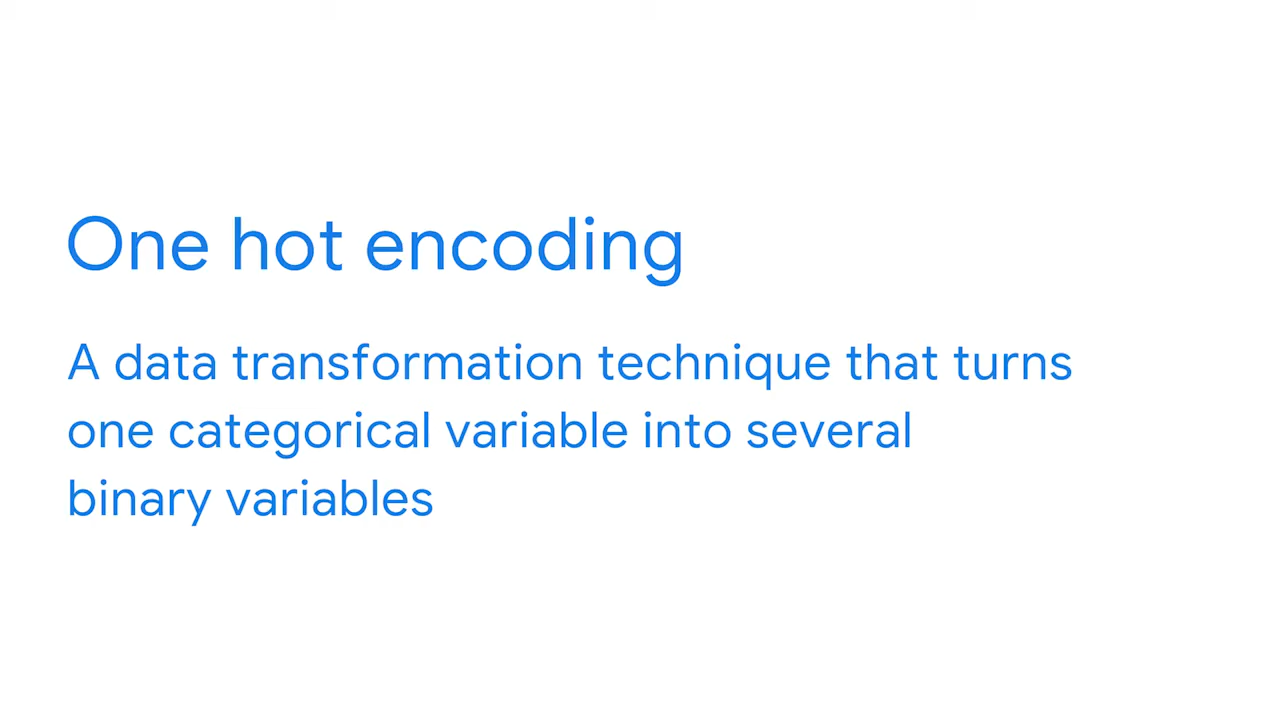 One hot encoding
A data transformation technique that turns
one categorical variable into several
binary variables